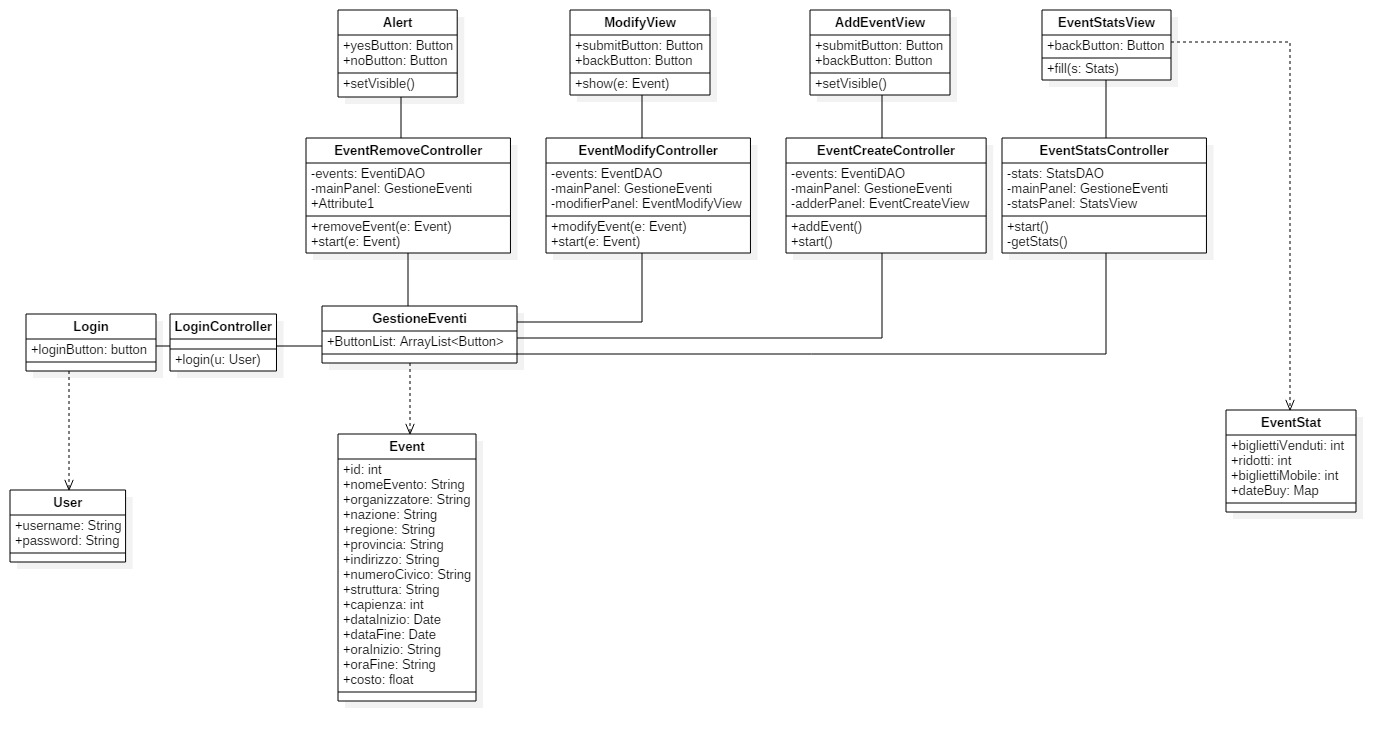 Alert
+yesButton: Button
+noButton: Button
+setVisible()
ModifyView
+submitButton: Button
+backButton: Button
+show(e: Event)
AddEventView
+submitButton: Button
+backButton: Button
+setVisible()
EventStatsView
+backButton: Button
+fill(s: Stats)
EventRemoveController
-events: EventiDAO
-mainPanel: GestioneEventi
+Attribute1
+removeEvent(e: Event)
+start(e: Event)
EventModifyController
-events: EventDAO
-mainPanel: GestioneEventi
-modifierPanel: EventModifyView
+modifyEvent(e: Event)
+start(e: Event)
EventCreateController
-events: EventiDAO
-mainPanel: GestioneEventi
-adderPanel: EventCreateView
+addEvent()
+start()
EventStatsController
-stats: StatsDAO
-mainPanel: GestioneEventi
-statsPanel: StatsView
+start()
-getStats()
Login
+loginButton: button
LoginController
+login(u: User)
GestioneEventi
+ButtonList: ArrayList<Button>
User
+username: String
+password: String
Event
+id: int
+nomeEvento: String
+organizzatore: String
+nazione: String
+regione: String
+provincia: String
+indirizzo: String
+numeroCivico: String
+struttura: String
+capienza: int
+dataInizio: Date
+dataFine: Date
+oraInizio: String
+oraFine: String
+costo: float
EventStat
+bigliettiVenduti: int
+ridotti: int
+bigliettiMobile: int
+dateBuy: Map